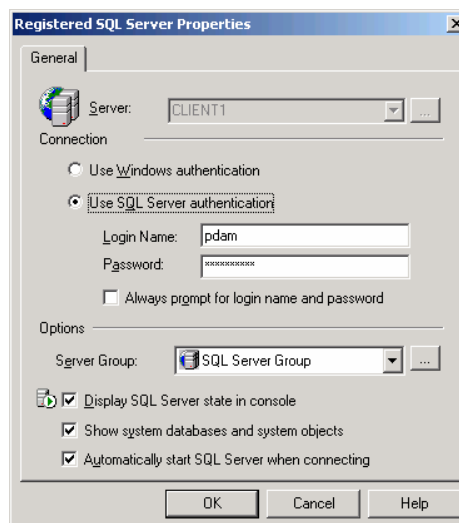 Registered SQL Server Properties
General
Server: CLIENT1 ...
Connection
Use Windows authentication
Use SQL Server authentication
Login Name: pdam
Password: **********
Always prompt for login name and password
Options
Server Group: SQL Server Group ...
Display SQL Server state in console
Show system databases and system objects
Automatically start SQL Server when connecting
OK Cancel Help